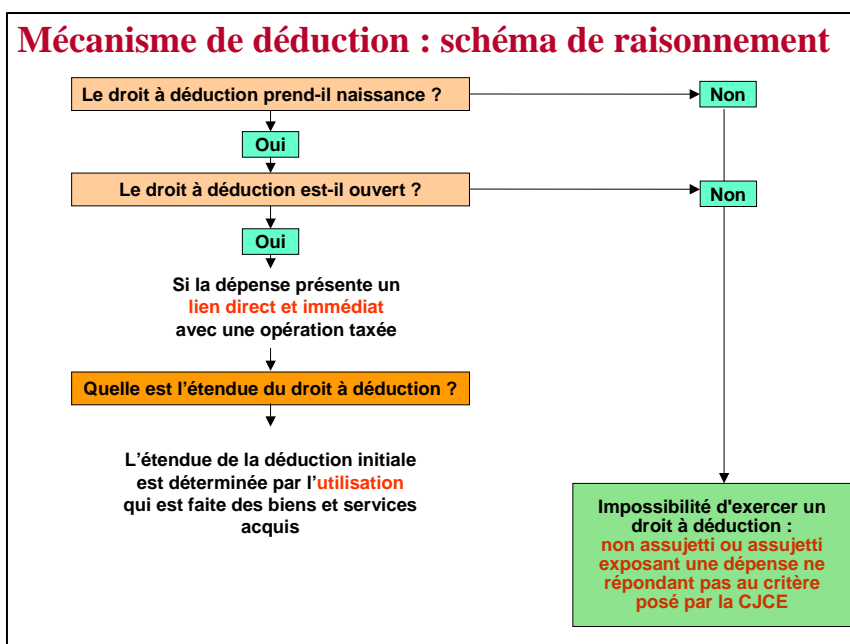 Mécanisme de déduction : schéma de raisonnement
Le droit à déduction prend-il naissance ?
Non
Oui
Le droit à déduction est-il ouvert ?
Non
Oui
Si la dépense présente un
lien direct et immédiat
avec une opération taxée
Quelle est l’étendue du droit à déduction ?
L’étendue de la déduction initiale
est déterminée par l’utilisation
qui est faite des biens et services
acquis
Impossibilité d'exercer un
droit à déduction :
non assujetti ou assujetti
exposant une dépense ne
répondant pas au critère
posé par la CJCE